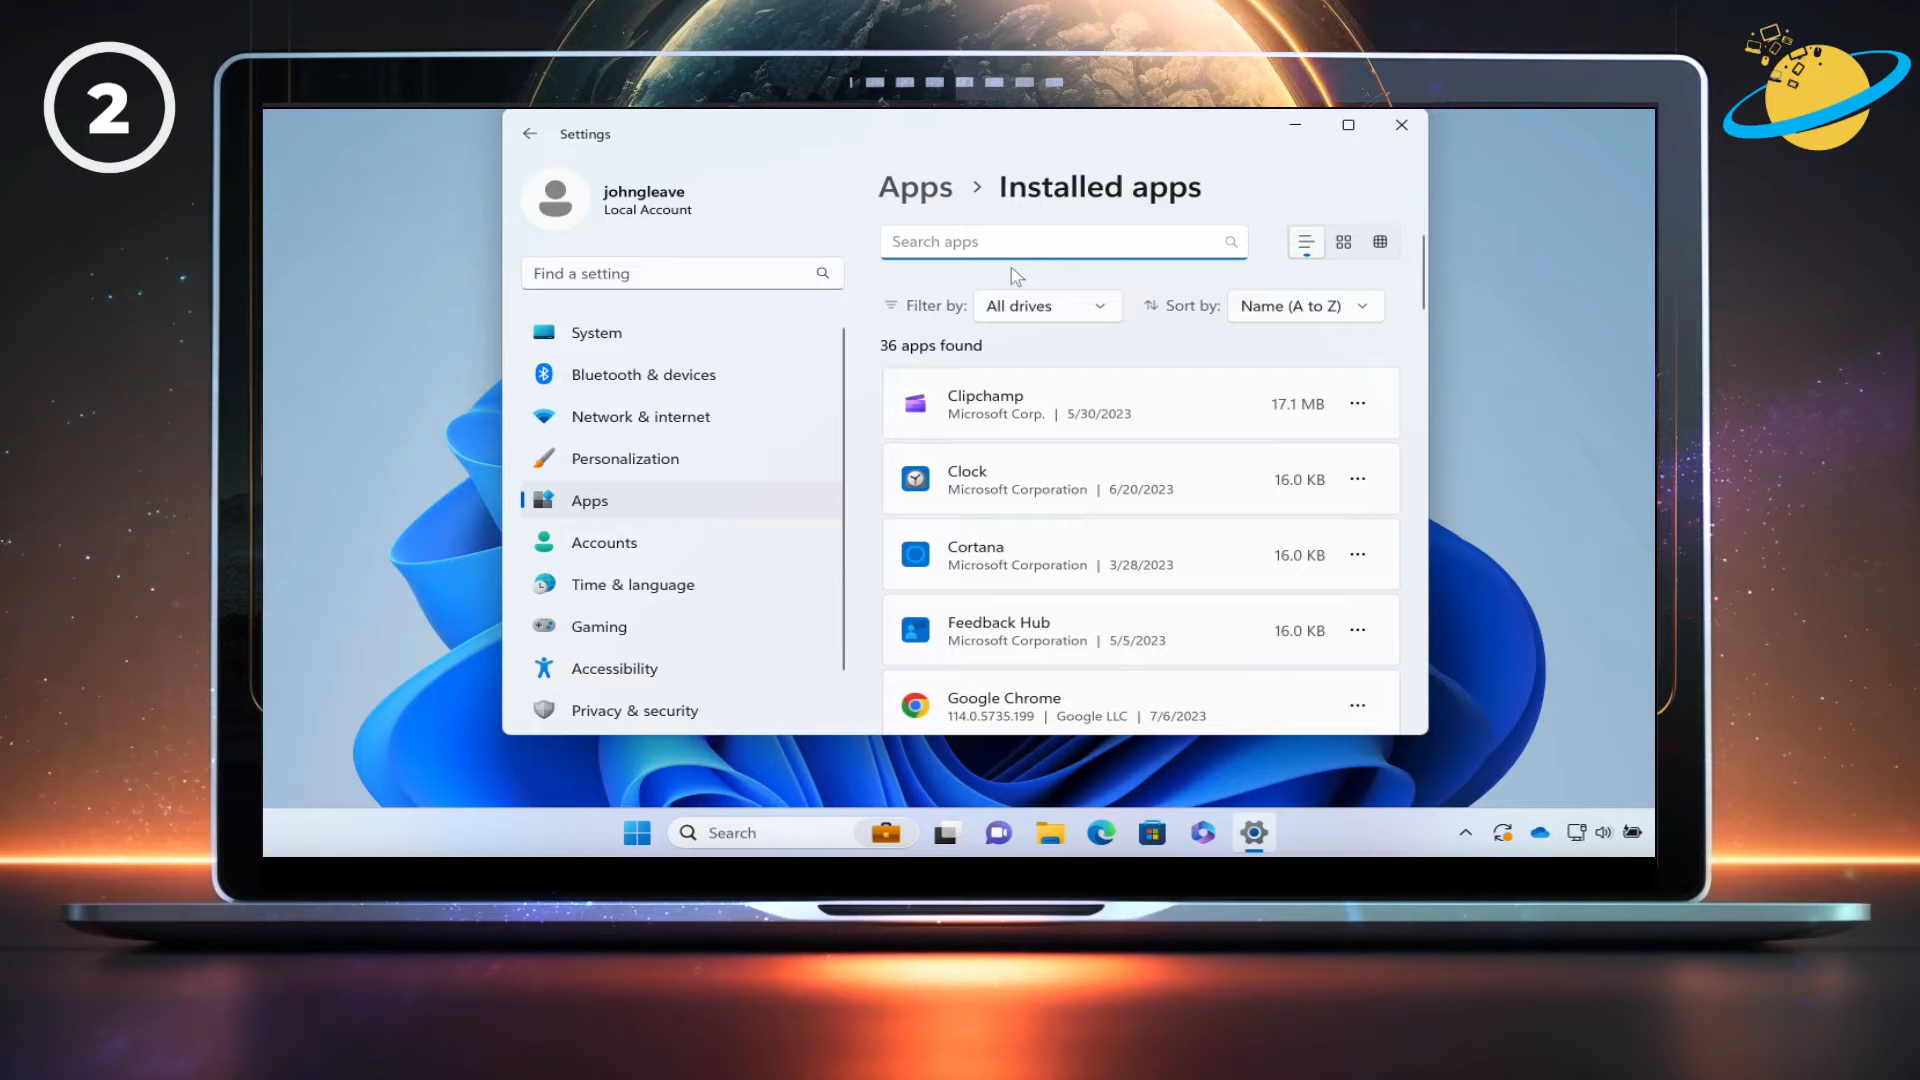 2
Settings
johngleave
Local Account
Find a setting
System
Bluetooth & devices
Network & internet
Personalization
Apps
Accounts
Time & language
Gaming
Accessibility
Privacy & security
Apps > Installed apps
Search apps
Filter by: All drives
Sort by: Name (A to Z)
36 apps found
Clipchamp
Microsoft Corp. | 5/30/2023
17.1 MB
Clock
Microsoft Corporation | 6/20/2023
16.0 KB
Cortana
Microsoft Corporation | 3/28/2023
16.0 KB
Feedback Hub
Microsoft Corporation | 5/5/2023
16.0 KB
Google Chrome
114.0.5735.199 | Google LLC | 7/6/2023
Search